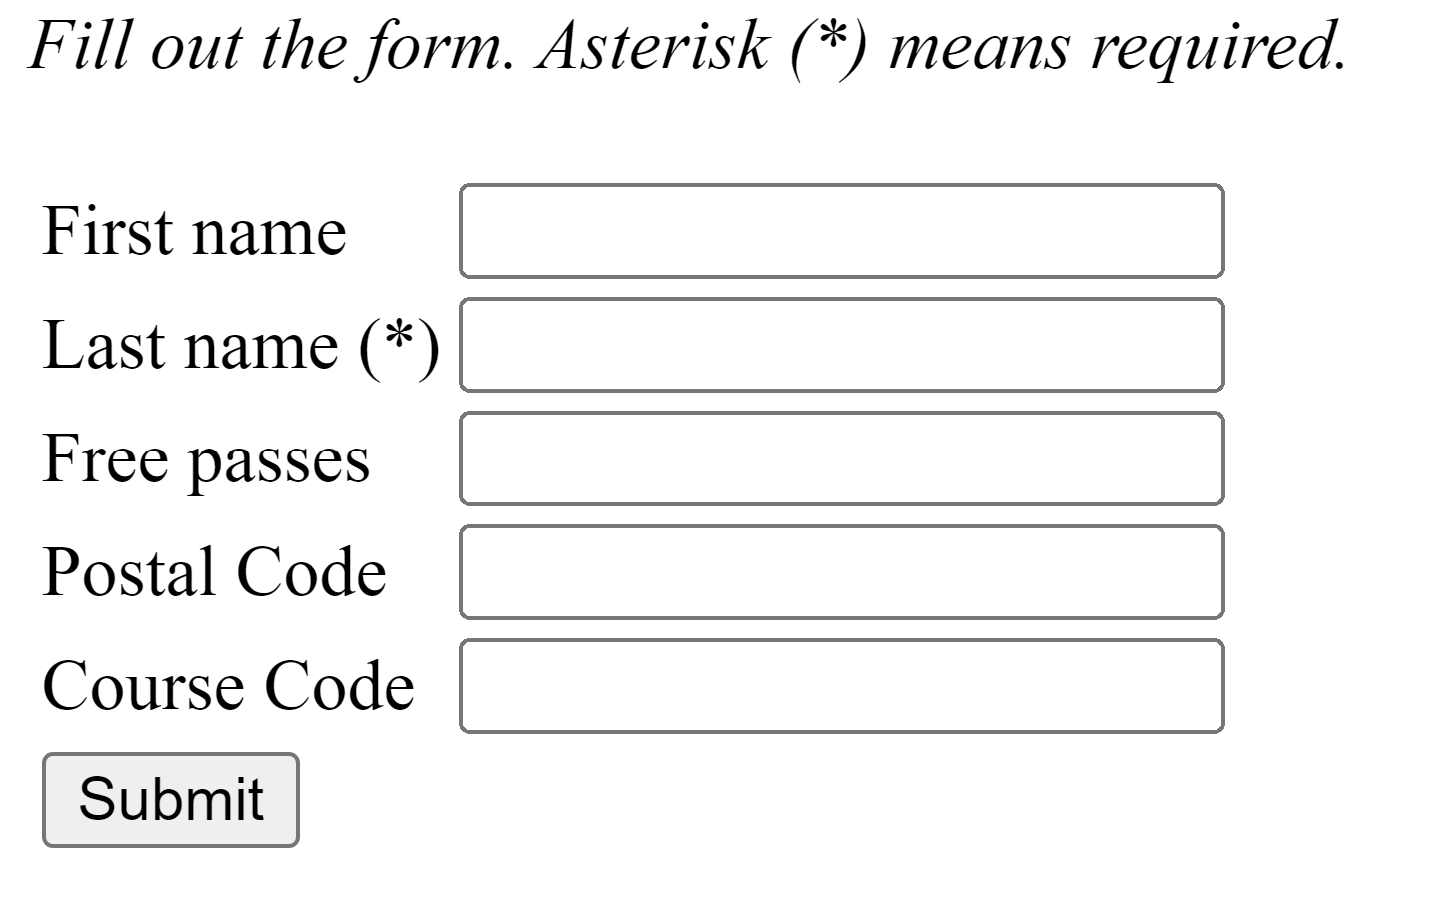 Fill out the form. Asterisk (*) means required.
First name
Last name (*)
Free passes
Postal Code
Course Code
Submit